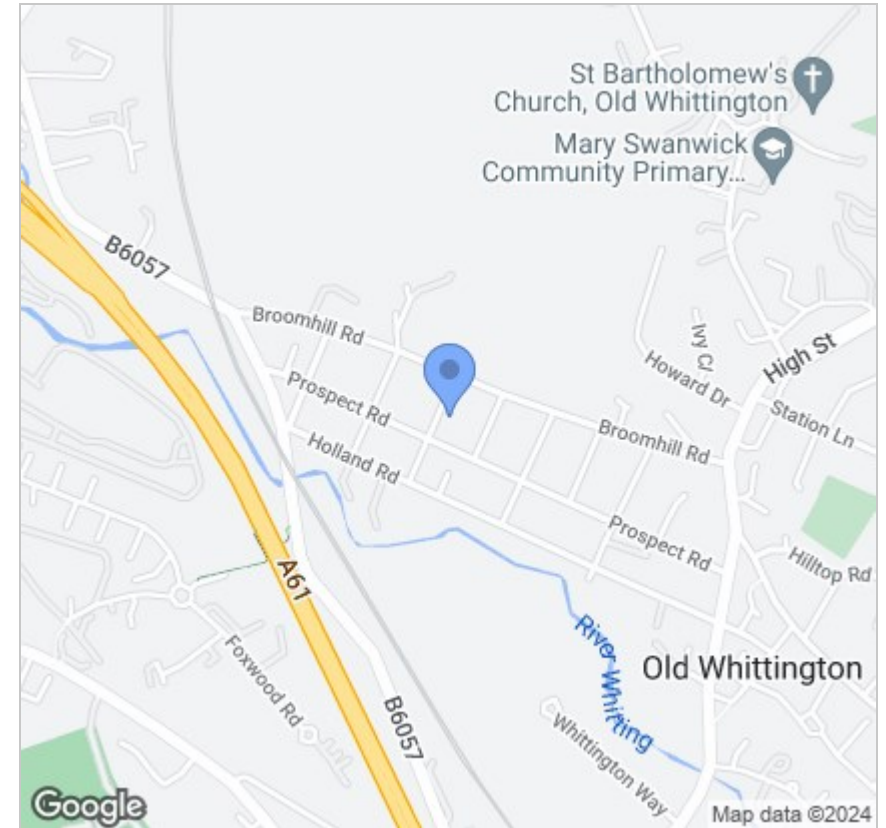 St Bartholomew's
Church, Old Whittington
Mary Swanwick
Community Primary...
B6057
Broomhill Rd
Ivy Cl
High St
Howard Dr
Prospect Rd
Station Ln
Broomhill Rd
Holland Rd
Prospect Rd
Hilltop Rd
A61
River Whitting
Old Whittington
Foxwood Rd
B6057
Whittington Way
Google
Map data ©2024